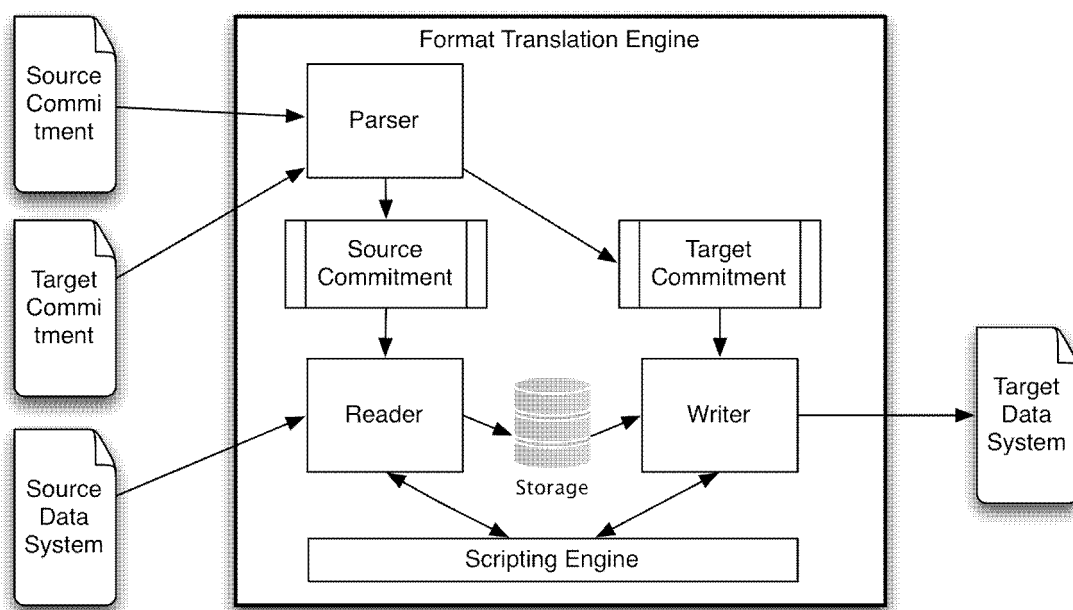 Format Translation Engine
Source
Commi
tment
Parser
Target
Commi
tment
Source
Commitment
Target
Commitment
Source
Data
System
Reader
Storage
Writer
Target
Data
System
Scripting Engine